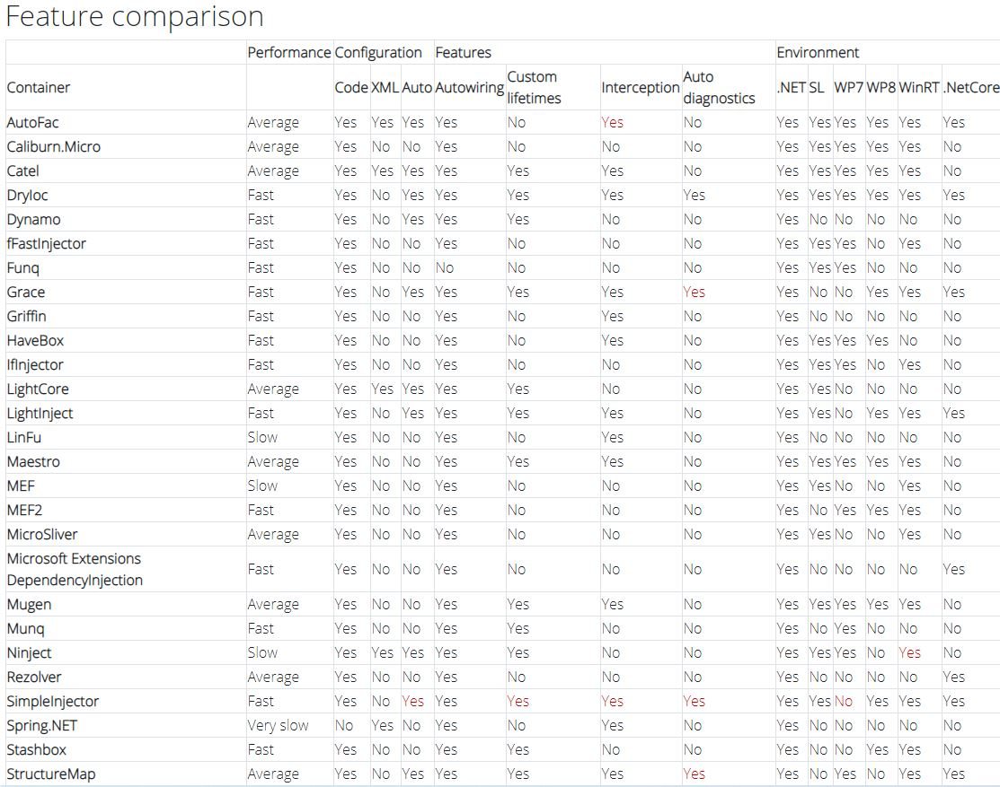 Feature comparison
Performance Configuration Features Environment
Container Code XML Auto Autowiring Custom lifetimes Interception Auto diagnostics .NET SL WP7 WP8 WinRT .NetCore
AutoFac Average Yes Yes Yes Yes No Yes No Yes Yes Yes Yes Yes Yes
Caliburn.Micro Average Yes No No Yes No No No Yes Yes Yes Yes Yes No
Catel Average Yes Yes Yes Yes Yes Yes No Yes Yes Yes Yes Yes No
DryIoc Fast Yes No Yes Yes Yes Yes Yes Yes Yes Yes Yes Yes Yes
Dynamo Fast Yes No Yes Yes Yes No No Yes No No No No No
fFastInjector Fast Yes No No Yes No No No Yes Yes Yes No Yes No
Funq Fast Yes No No No No No No Yes Yes Yes No No No
Grace Fast Yes No Yes Yes Yes Yes Yes Yes No No Yes Yes Yes
Griffin Fast Yes No No Yes No Yes No Yes No No No No No
HaveBox Fast Yes No No Yes No Yes No Yes Yes Yes Yes No No
IfInjector Fast Yes No No Yes No No No Yes Yes Yes No Yes No
LightCore Average Yes Yes Yes Yes Yes No No Yes Yes No No No No
LightInject Fast Yes No Yes Yes Yes Yes No Yes Yes No Yes Yes Yes
LinFu Slow Yes No No Yes No Yes No Yes No No No No No
Maestro Average Yes No No Yes Yes Yes No Yes Yes Yes Yes Yes No
MEF Slow Yes No No Yes No No No Yes Yes No No Yes No
MEF2 Fast Yes No No Yes No No No Yes No Yes Yes Yes No
MicroSliver Average Yes No No Yes No No No Yes Yes No No Yes No
Microsoft Extensions
DependencyInjection Fast Yes No No Yes No No No Yes No No No No Yes
Mugen Average Yes No No Yes Yes Yes No Yes Yes Yes Yes Yes No
Munq Fast Yes No No Yes Yes No No Yes No Yes No No No
Ninject Slow Yes Yes Yes Yes Yes No No Yes Yes Yes No Yes No
Rezolver Average Yes No No Yes No No No Yes No No No No Yes
SimpleInjector Fast Yes No Yes Yes Yes Yes Yes Yes Yes No Yes Yes Yes
Spring.NET Very slow No Yes No Yes No Yes No Yes No No No No No
Stashbox Fast Yes No No Yes Yes No No Yes No No Yes Yes No
StructureMap Average Yes No Yes Yes Yes Yes Yes Yes No Yes No Yes Yes